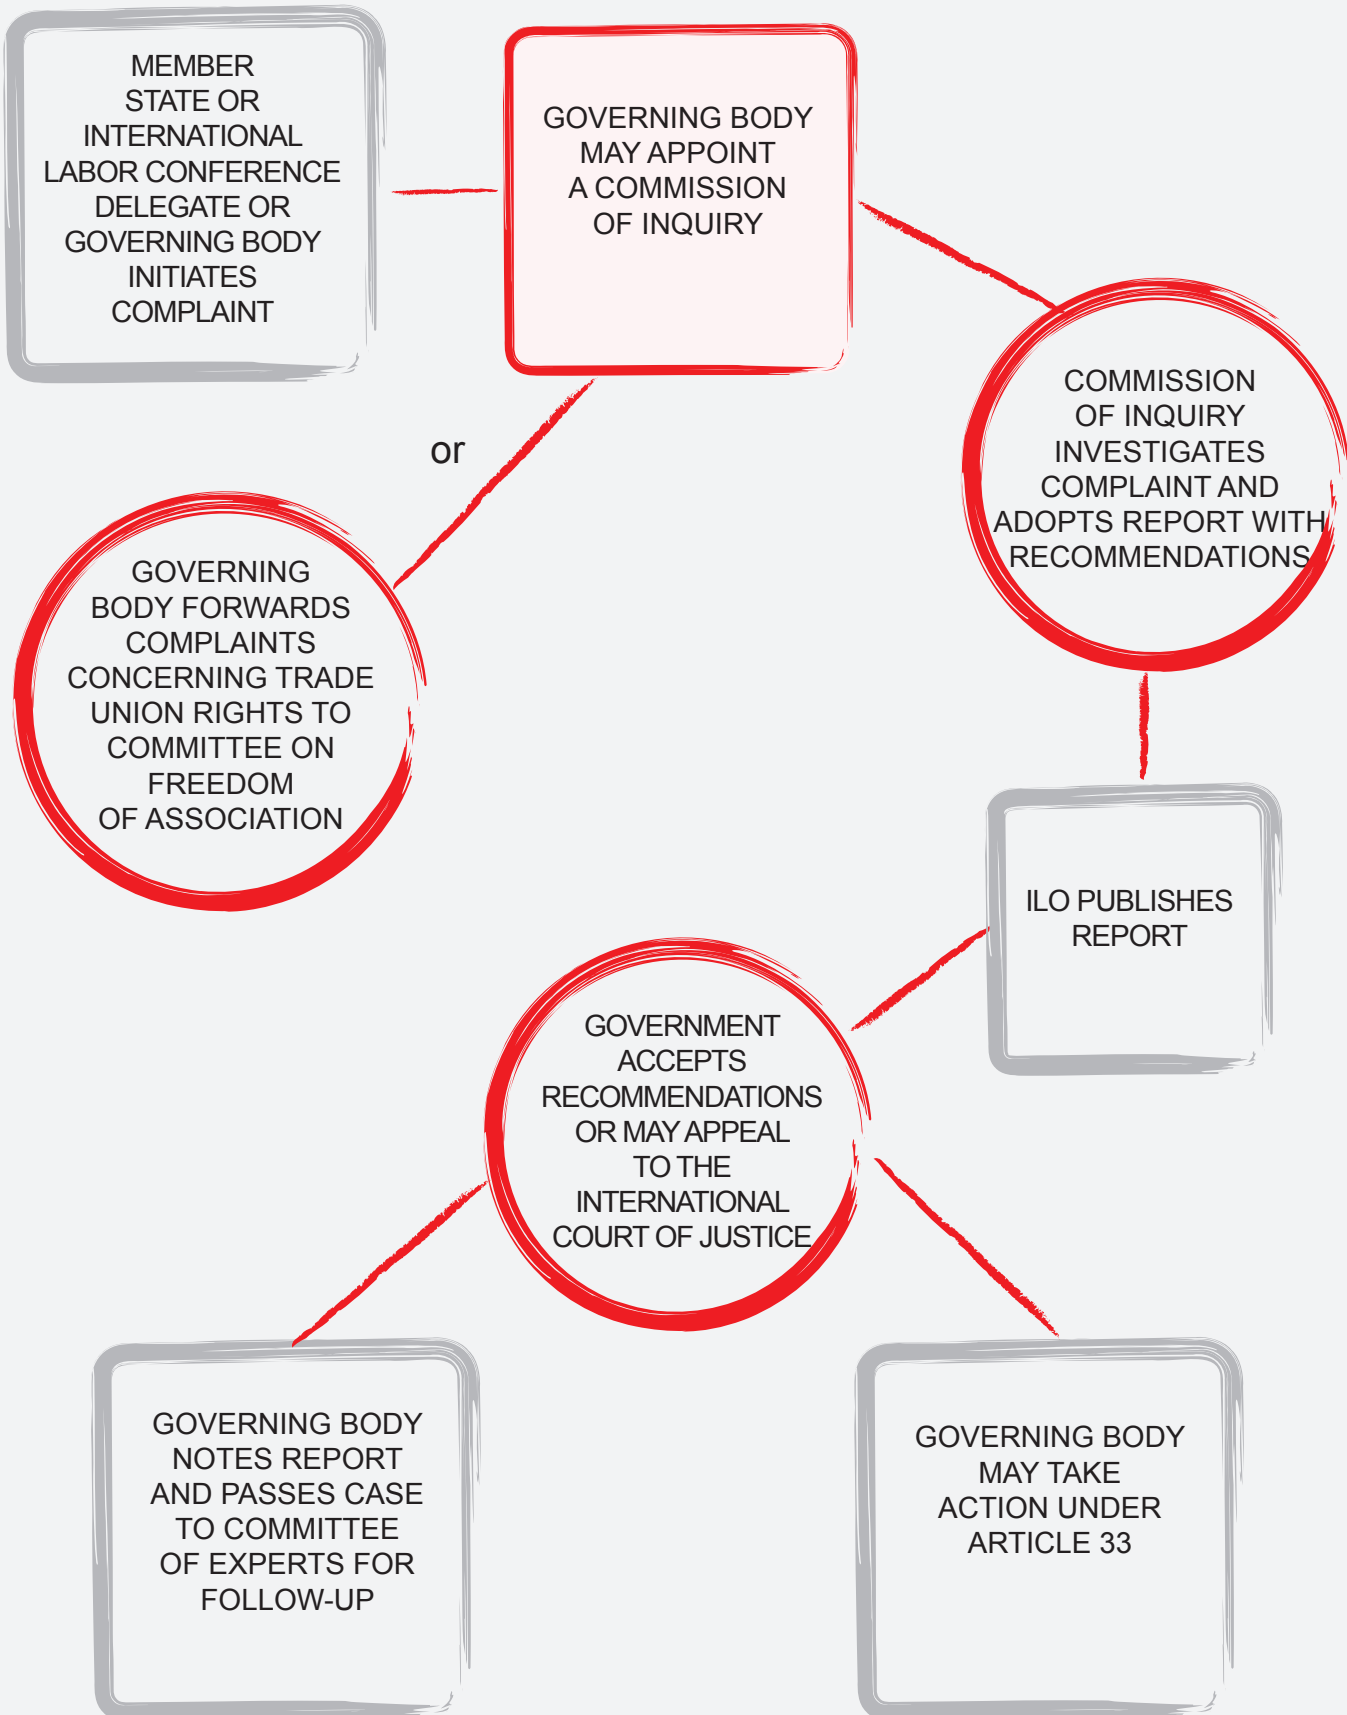 MEMBER
STATE OR
INTERNATIONAL
LABOR CONFERENCE
DELEGATE OR
GOVERNING BODY
INITIATES
COMPLAINT
GOVERNING BODY
MAY APPOINT
A COMMISSION
OF INQUIRY
COMMISSION
OF INQUIRY
INVESTIGATES
COMPLAINT AND
ADOPTS REPORT WITH
RECOMMENDATIONS
or
GOVERNING
BODY FORWARDS
COMPLAINTS
CONCERNING TRADE
UNION RIGHTS TO
COMMITTEE ON
FREEDOM
OF ASSOCIATION
ILO PUBLISHES
REPORT
GOVERNMENT
ACCEPTS
RECOMMENDATIONS
OR MAY APPEAL
TO THE
INTERNATIONAL
COURT OF JUSTICE
GOVERNING BODY
NOTES REPORT
AND PASSES CASE
TO COMMITTEE
OF EXPERTS FOR
FOLLOW-UP
GOVERNING BODY
MAY TAKE
ACTION UNDER
ARTICLE 33